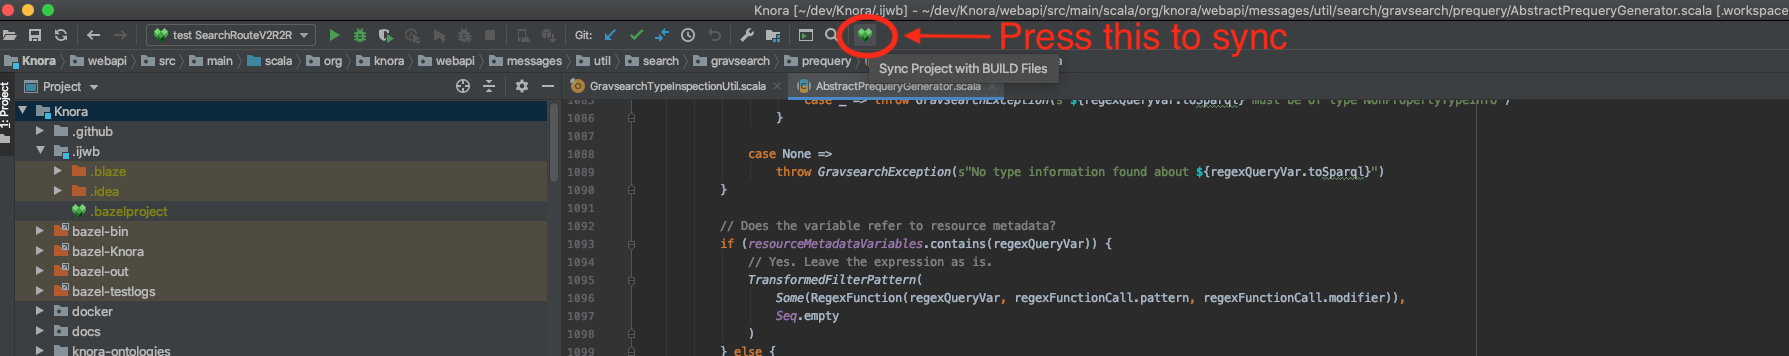 Knora [~/dev/Knora/.ijwb] – ~/dev/Knora/webapi/src/main/scala/org/knora/webapi/messages/util/search/gravsearch/prequery/AbstractPrequeryGenerator.scala [.workspace
test SearchRouteV2R2R
Git:
Press this to sync
Knora webapi src main scala org knora webapi messages util search gravsearch prequery
Sync Project with BUILD Files
1: Project
Project
GravsearchTypeInspectionUtil.scala
AbstractPrequeryGenerator.scala
Knora
.github
.ijwb
.blaze
.idea
.bazelproject
bazel-bin
bazel-Knora
bazel-out
bazel-testlogs
docker
docs
knora-ontologies
1085 case _ => throw GravsearchException(s"${regexQueryVar.toSparql} must be of type NonPropertyTypeInfo")
1086 }
1087
1088 case None =>
1089 throw GravsearchException(s"No type information found about ${regexQueryVar.toSparql}")
1090 }
1091
1092 // Does the variable refer to resource metadata?
1093 if (resourceMetadataVariables.contains(regexQueryVar)) {
1094 // Yes. Leave the expression as is.
1095 TransformedFilterPattern(
1096 Some(RegexFunction(regexQueryVar, regexFunctionCall.pattern, regexFunctionCall.modifier)),
1097 Seq.empty
1098 )
1099 } else {